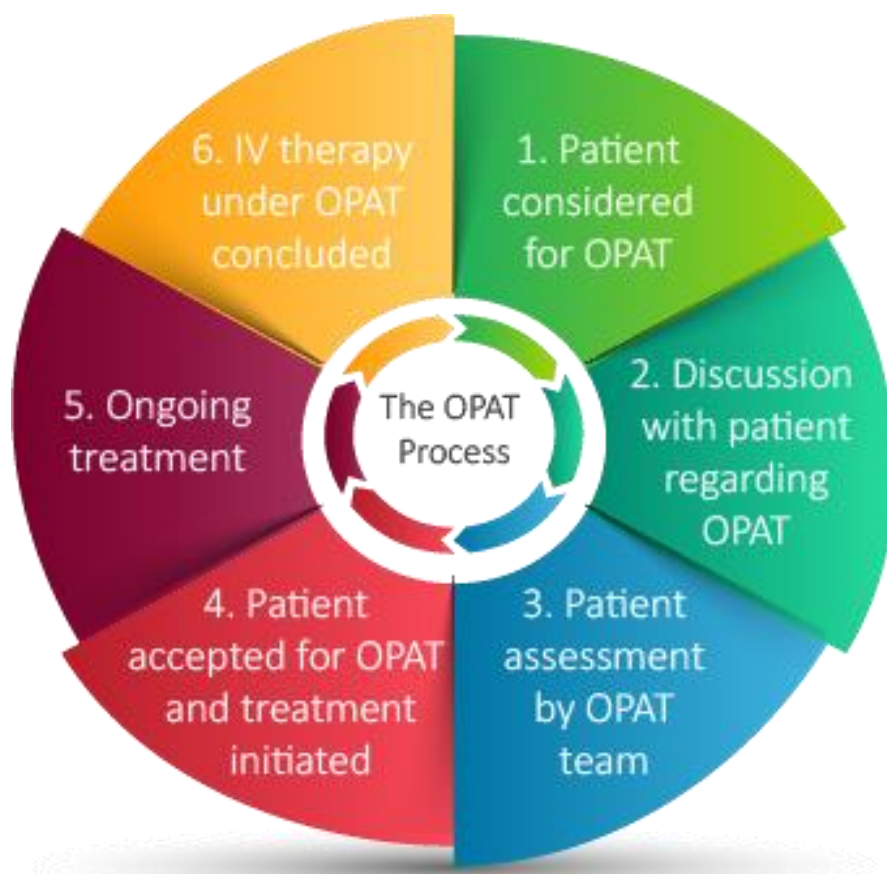 The OPAT
Process
1. Patient
considered
for OPAT
2. Discussion
with patient
regarding
OPAT
3. Patient
assessment
by OPAT
team
4. Patient
accepted for OPAT
and treatment
initiated
5. Ongoing
treatment
6. IV therapy
under OPAT
concluded